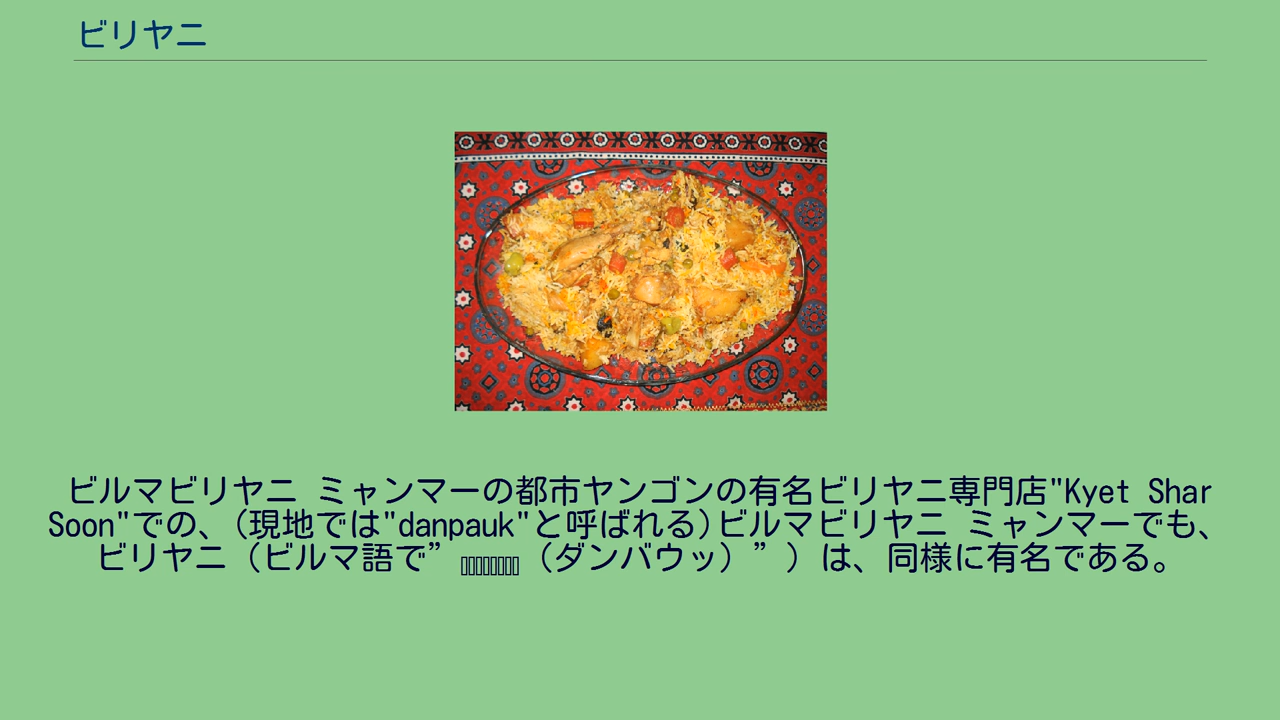 ビリヤニ
ビルマビリヤニ ミャンマーの都市ヤンゴンの有名ビリヤニ専門店"Kyet Shar
Soon"での、(現地では"danpauk"と呼ばれる)ビルマビリヤニ ミャンマーでも、
ビリヤニ（ビルマ語で” （ダンバウッ）”）は、同様に有名である。